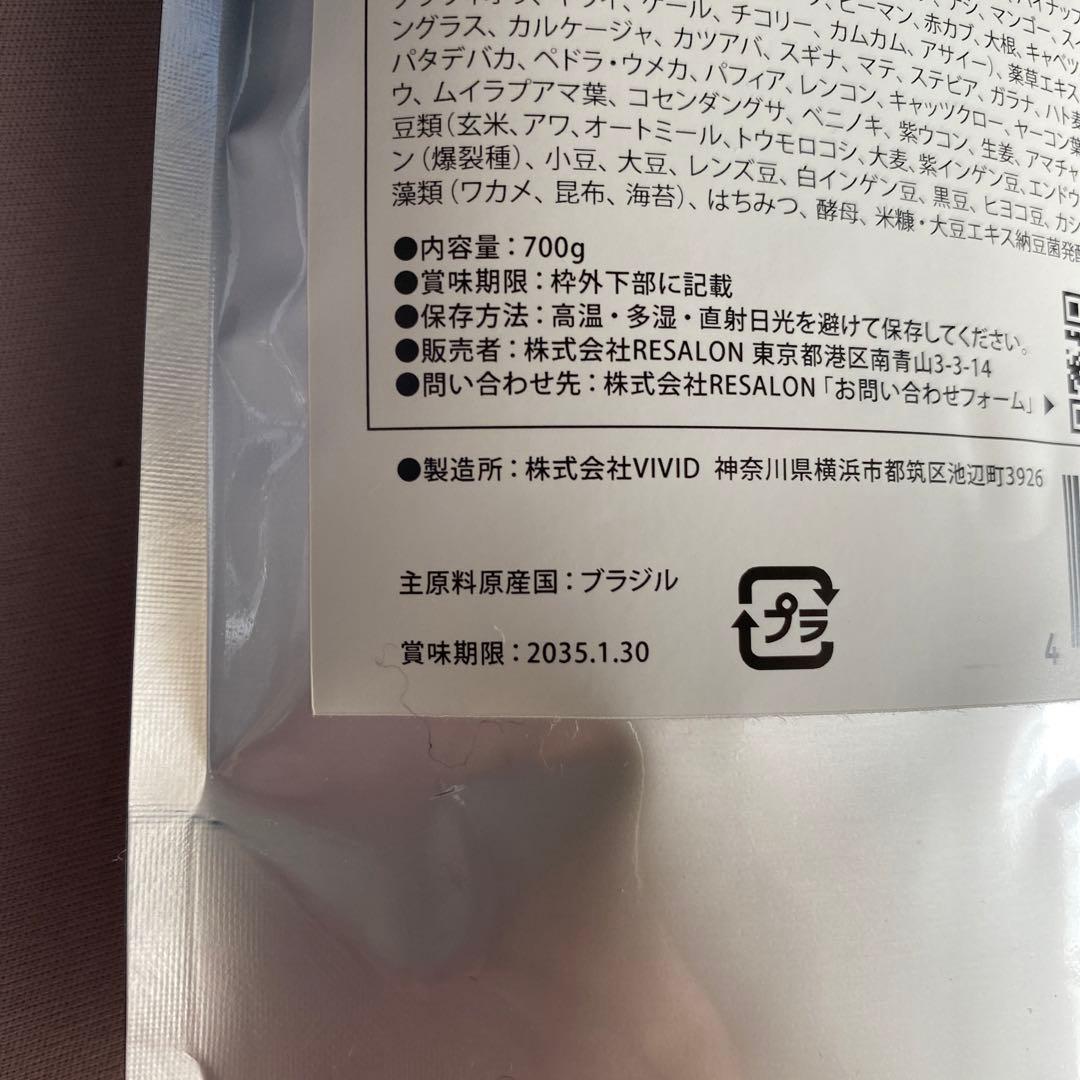 ピーマン、赤カブ、大根、キャベツ
ングラス、カルケージャ、カツアバ、スギナ、マテ、ステビア、ガラナ、ハト麦
パタデバカ、ペドラ・ウメカ、パフィア、レンコン、キャッツクロー、ヤーコン葉
ウ、ムイラプアマ葉、コセンダングサ、ベニノキ、紫ウコン、生姜、アマチャ
豆類（玄米、アワ、オートミール、トウモロコシ、大麦、紫インゲン豆、エンドウ
ン（爆裂種）、小豆、大豆、レンズ豆、白インゲン豆、黒豆、ヒヨコ豆、カシ
藻類（ワカメ、昆布、海苔）、はちみつ、酵母、米糠・大豆エキス納豆菌発酵
●内容量：700g
●賞味期限：枠外下部に記載
●保存方法：高温・多湿・直射日光を避けて保存してください。
●販売者：株式会社RESALON 東京都港区南青山3-3-14
●問い合わせ先：株式会社RESALON「お問い合わせフォーム」▶
●製造所：株式会社VIVID 神奈川県横浜市都筑区池辺町3926
主原料原産国：ブラジル
プラ
賞味期限：2035.1.30
4